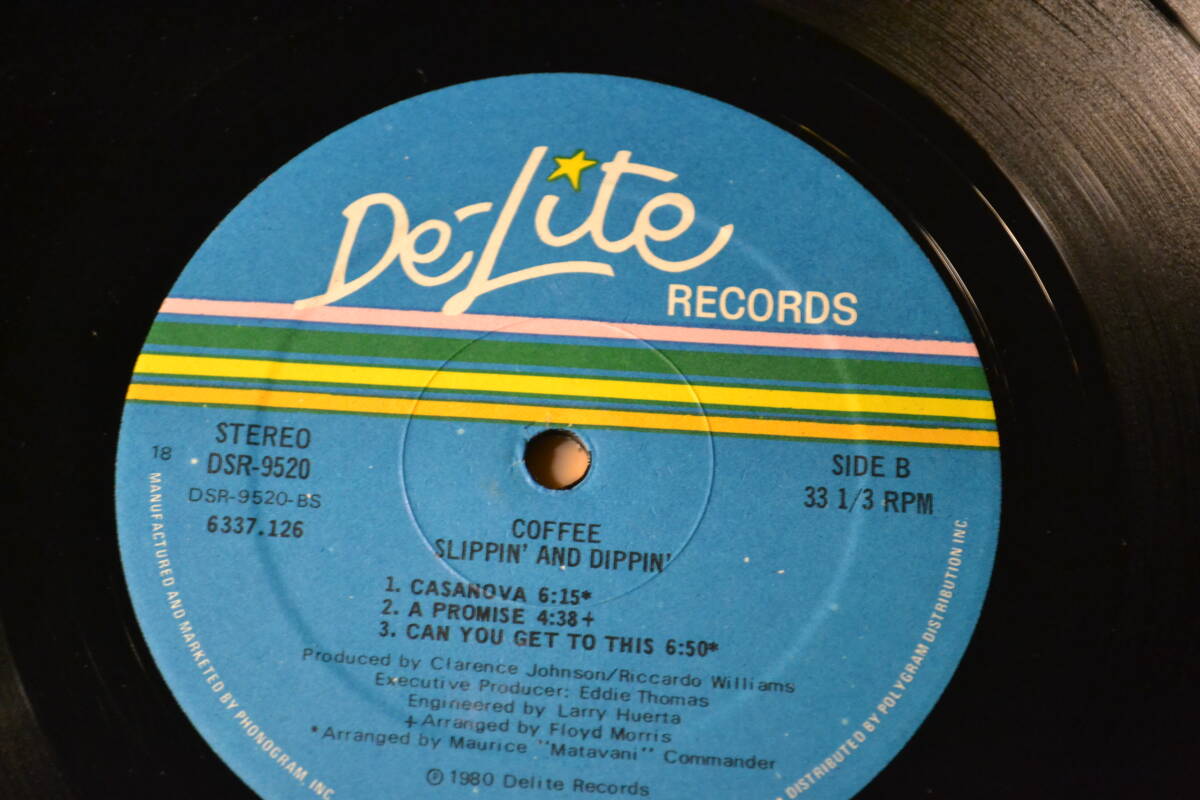 De-Lite
RECORDS
STEREO
DSR-9520
DSR-9520-BS
6337.126
18
SIDE B
33 1/3 RPM
COFFEE
SLIPPIN' AND DIPPIN'
1. CASANOVA 6:15*
2. A PROMISE 4:38+
3. CAN YOU GET TO THIS 6:50*
Produced by Clarence Johnson/Riccardo Williams
Executive Producer: Eddie Thomas
Engineered by Larry Huerta
+Arranged by Floyd Morris
*Arranged by Maurice "Matavani" Commander
℗ 1980 Delite Records
MANUFACTURED AND MARKETED BY PHONOGRAM, INC
DISTRIBUTED BY POLYGRAM DISTRIBUTION INC.